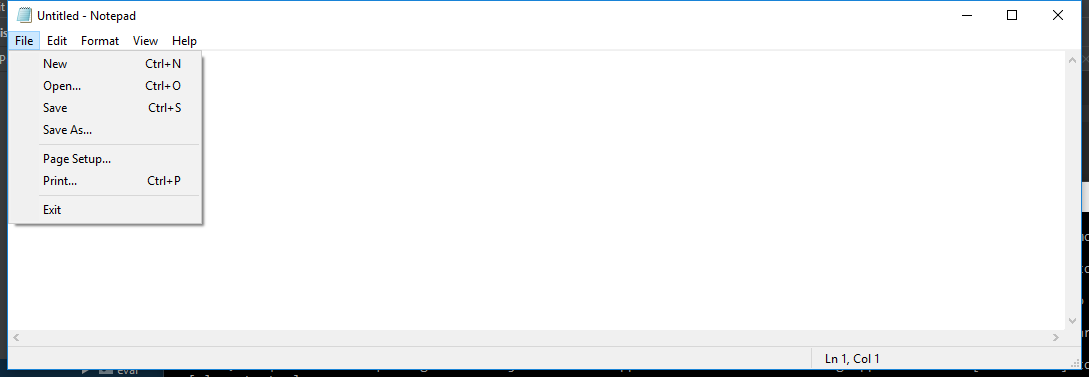 Untitled - Notepad
File Edit Format View Help
New Ctrl+N
Open... Ctrl+O
Save Ctrl+S
Save As...
Page Setup...
Print... Ctrl+P
Exit
Ln 1, Col 1